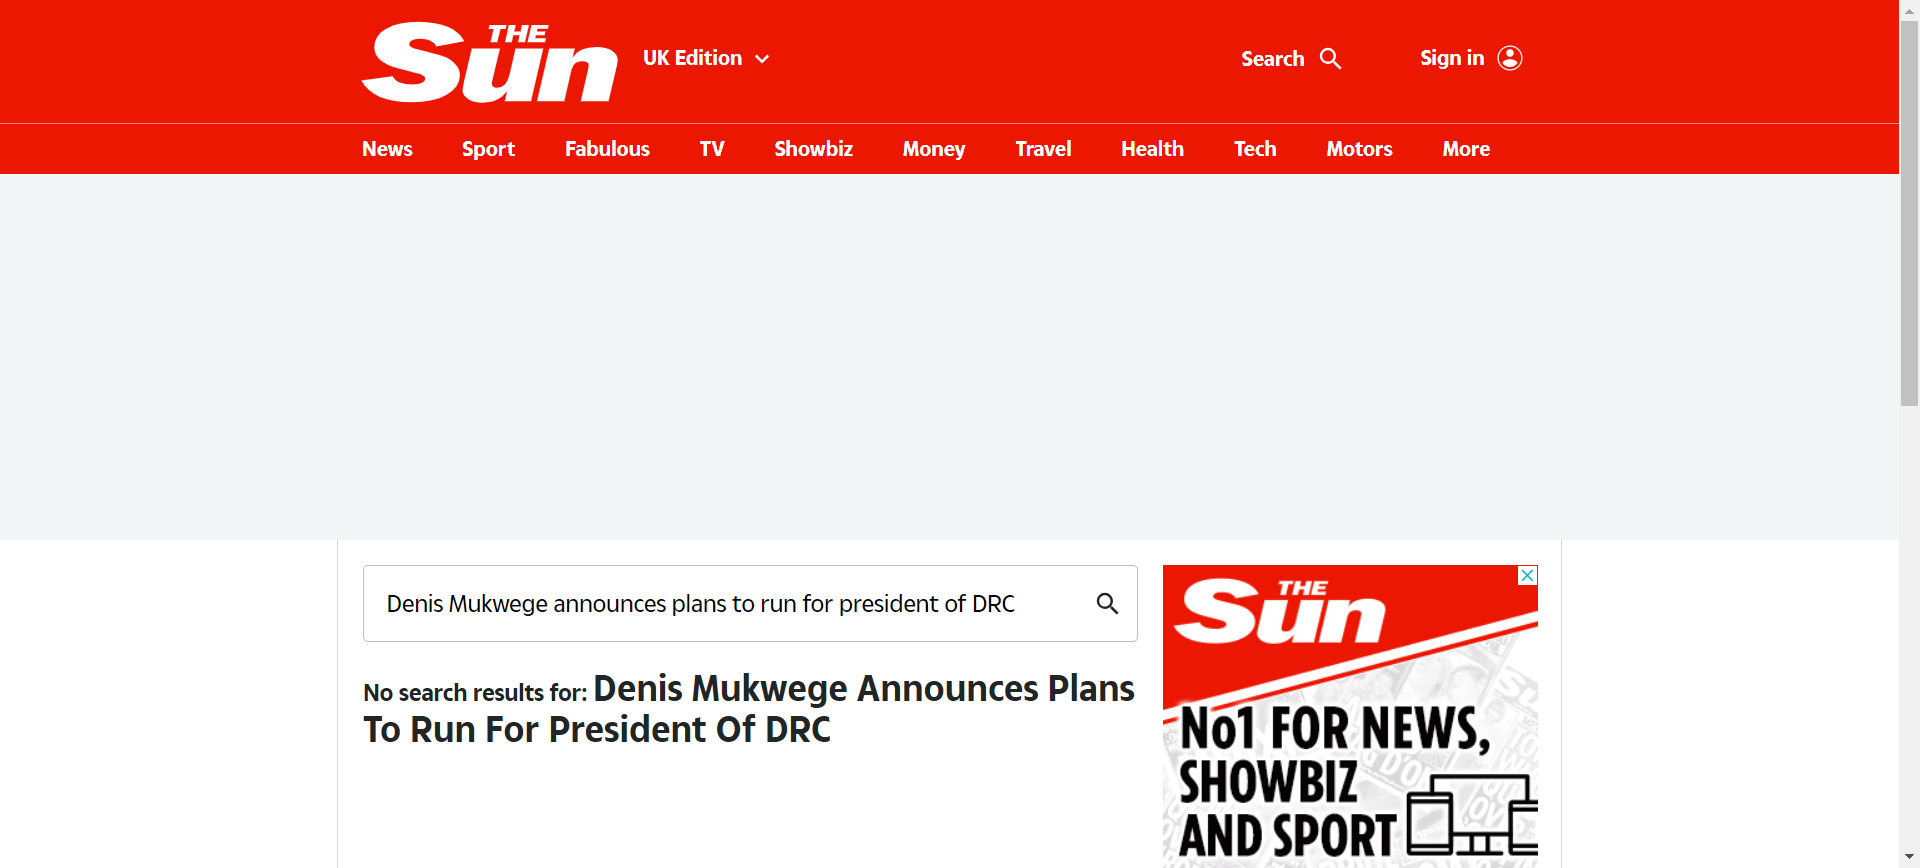 THE Sun
UK Edition
Search
Sign in
News Sport Fabulous TV Showbiz Money Travel Health Tech Motors More
Denis Mukwege announces plans to run for president of DRC
No search results for: Denis Mukwege Announces Plans
To Run For President Of DRC
THE Sun
No1 FOR NEWS,
SHOWBIZ
AND SPORT